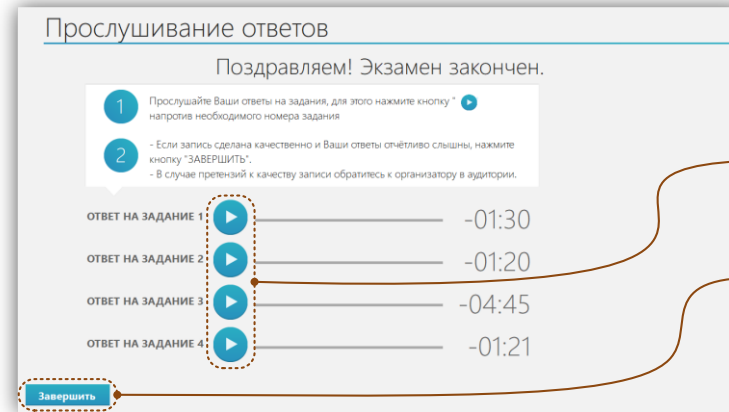 Прослушивание ответов
Поздравляем! Экзамен закончен.
1
Прослушайте Ваши ответы на задания, для этого нажмите кнопку "
напротив необходимого номера задания
2
- Если запись сделана качественно и Ваши ответы отчётливо слышны, нажмите
кнопку "ЗАВЕРШИТЬ".
- В случае претензий к качеству записи обратитесь к организатору в аудитории.
ОТВЕТ НА ЗАДАНИЕ 1 -01:30
ОТВЕТ НА ЗАДАНИЕ 2 -01:20
ОТВЕТ НА ЗАДАНИЕ 3 -04:45
ОТВЕТ НА ЗАДАНИЕ 4 -01:21
Завершить